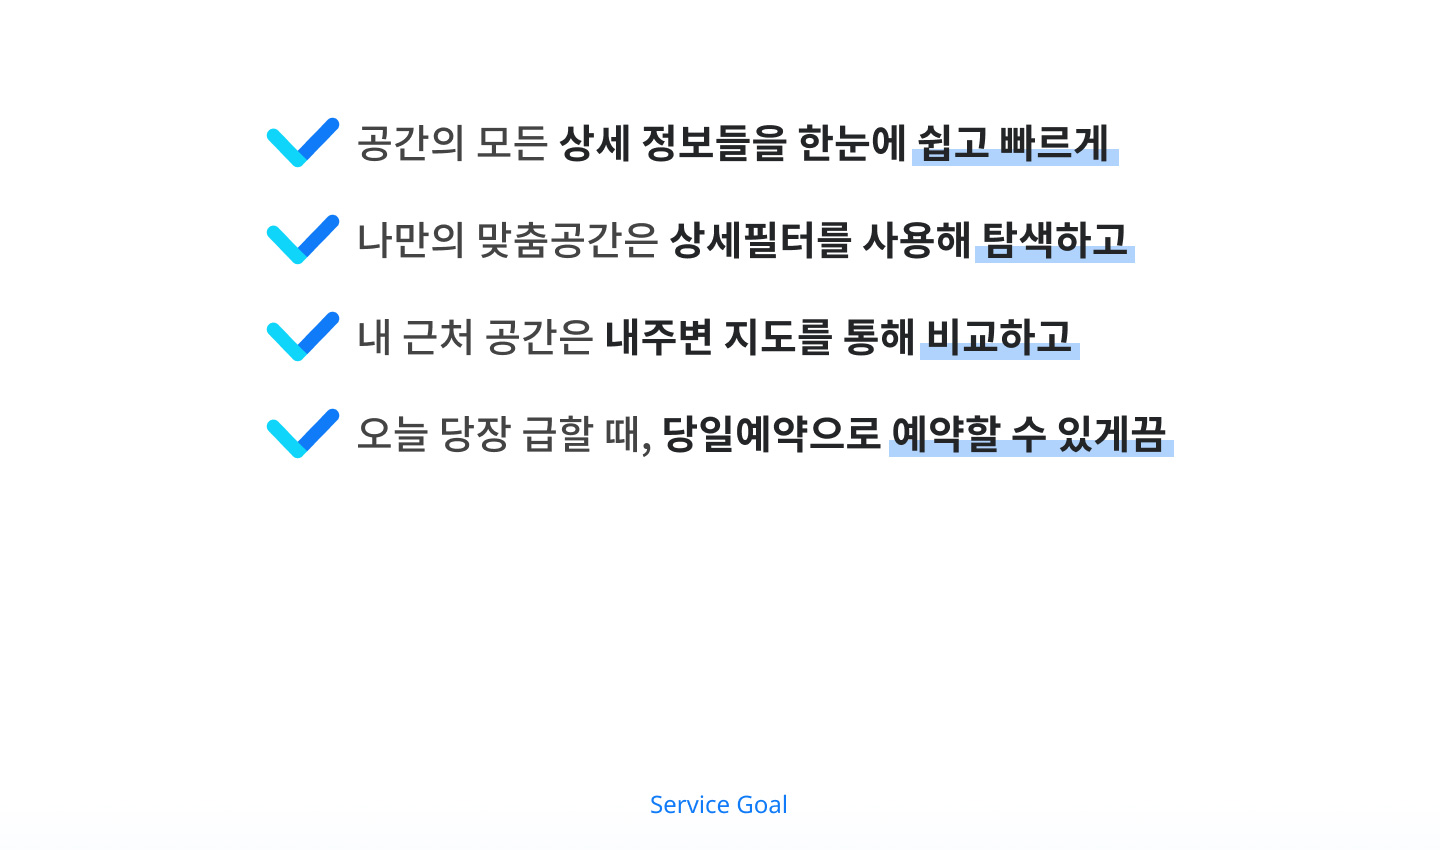 공간의 모든 상세 정보들을 한눈에 쉽고 빠르게
나만의 맞춤공간은 상세필터를 사용해 탐색하고
내 근처 공간은 내주변 지도를 통해 비교하고
오늘 당장 급할 때, 당일예약으로 예약할 수 있게끔
Service Goal